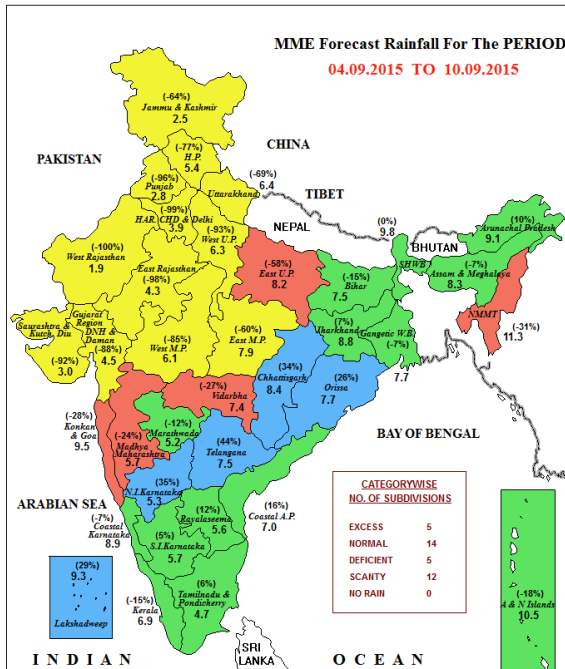 MME Forecast Rainfall For The PERIOD
04.09.2015 TO 10.09.2015
(-64%)
Jammu & Kashmir
2.5
CHINA
(-77%)
H.P.
5.4
PAKISTAN
(-96%)
Punjab
2.8
(-69%)
6.4
Uttarakhand
TIBET
(-99%)
HAR. CHD & Delhi
3.9
NEPAL
(-93%)
West U.P.
6.3
(0%)
9.8
(10%)
Arunachal Pradesh
9.1
BHUTAN
(-100%)
West Rajasthan
1.9
East Rajasthan
(-98%)
4.3
(-58%)
East U.P.
8.2
(-15%)
Bihar
7.5
SHWB
(-7%)
Assam & Meghalaya
8.3
NMMT
(-31%)
11.3
Saurashtra &
Kutch, Diu
(-92%)
3.0
Gujarat
Region
DNH &
Daman
(-88%)
4.5
(-85%)
West M.P.
6.1
(-60%)
East M.P.
7.9
(7%)
Jharkhand
8.8
Gangetic W.B.
(-7%)
7.7
(34%)
Chhattisgarh
8.4
(26%)
Orissa
7.7
(-27%)
Vidarbha
7.4
(-28%)
Konkan
& Goa
9.5
(-12%)
Marathwada
5.2
(-24%)
Madhya
Maharashtra
5.7
(44%)
Telangana
7.5
BAY OF BENGAL
ARABIAN SEA
(35%)
N.I.Karnataka
5.3
(-7%)
Coastal
Karnataka
8.9
(12%)
Rayalaseema
5.6
(16%)
Coastal A.P.
7.0
(5%)
S.I.Karnataka
5.7
CATEGORYWISE
NO. OF SUBDIVISIONS
EXCESS 5
NORMAL 14
DEFICIENT 5
SCANTY 12
NO RAIN 0
(29%)
9.3
Lakshadweep
(-15%)
Kerala
6.9
(6%)
Tamilnadu &
Pondicherry
4.7
(-18%)
A & N Islands
10.5
SRI
LANKA
INDIAN OCEAN